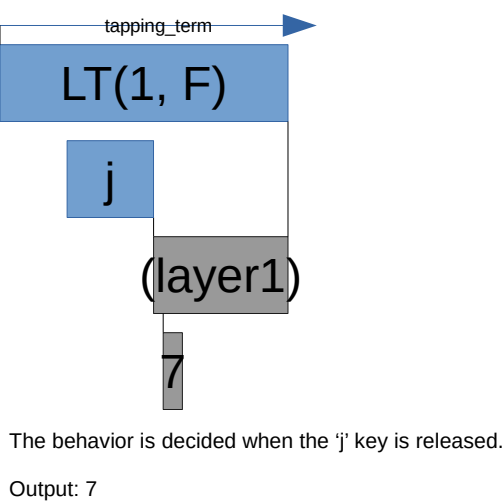 tapping_term
LT(1, F)
j
(layer1)
7
The behavior is decided when the ‘j’ key is released.
Output: 7